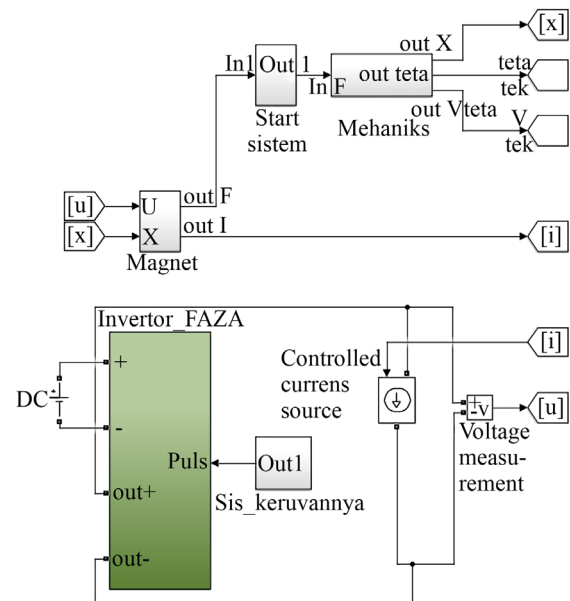 [x]
out X
In1
Out 1
teta
out teta
In F
tek
out Vteta
V
Start
sistem
Mehaniks
tek
[u]
U
out F
[x]
X
out I
[i]
Magnet
Invertor_FAZA
[i]
Controlled
currens
source
+
DC
+
+
-v
[u]
-
Voltage
measu-
rement
Puls
Out1
out+
Sis_keruvannya
out-